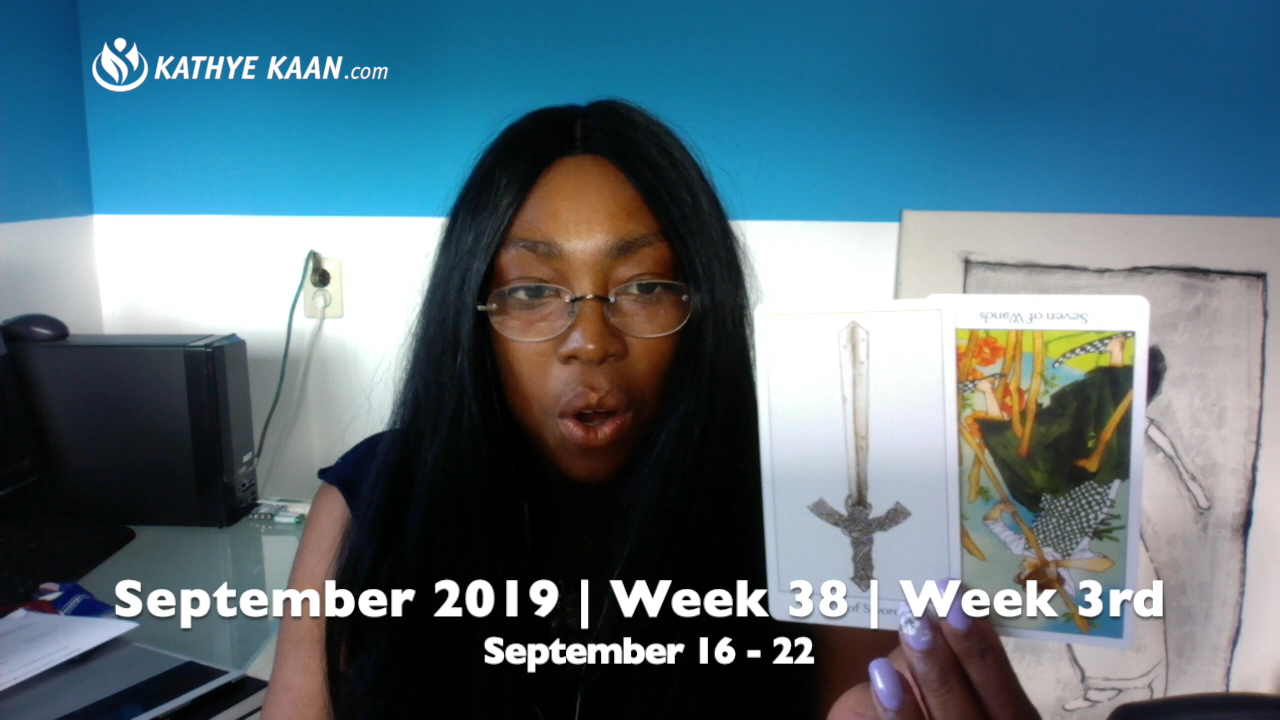 KATHYE KAAN.com
Seven of Wands
of Swords
September 2019 | Week 38 | Week 3rd
September 16 - 22